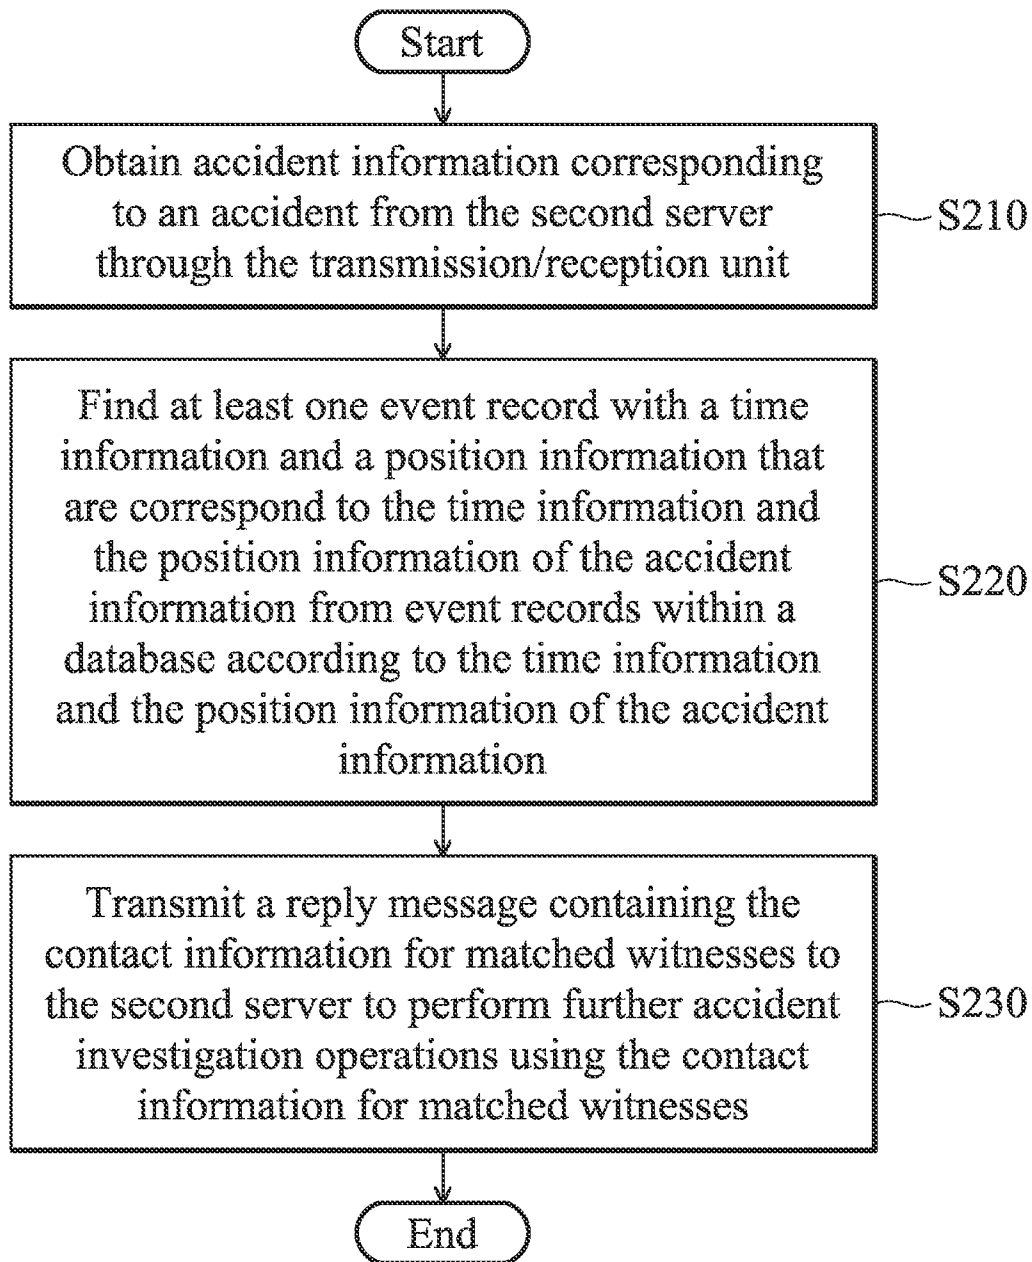 Start
Obtain accident information corresponding
to an accident from the second server
through the transmission/reception unit
S210
Find at least one event record with a time
information and a position information that
are correspond to the time information and
the position information of the accident
information from event records within a
database according to the time information
and the position information of the accident
information
S220
Transmit a reply message containing the
contact information for matched witnesses to
the second server to perform further accident
investigation operations using the contact
information for matched witnesses
S230
End